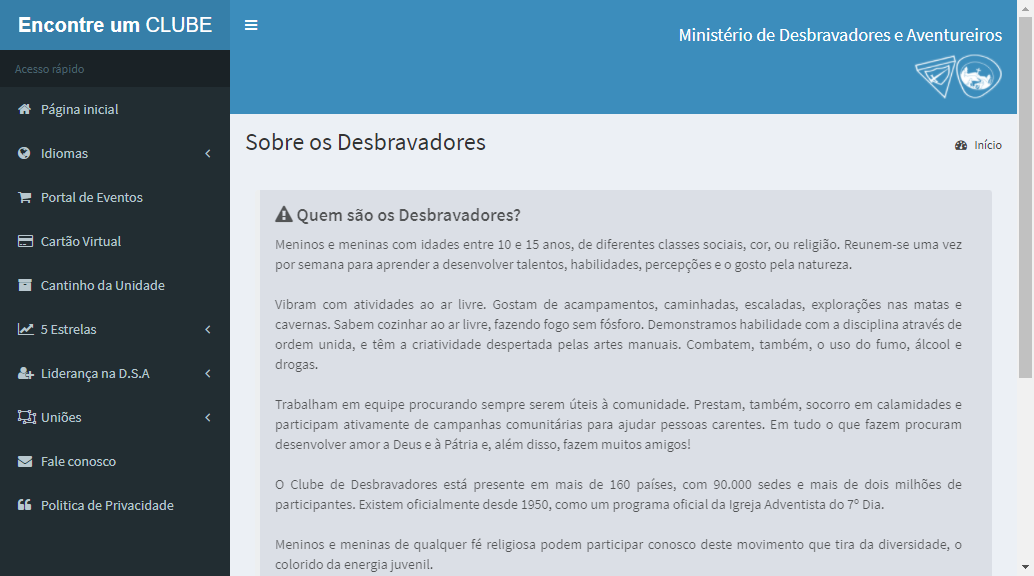 Encontre um CLUBE
Ministério de Desbravadores e Aventureiros
Acesso rápido
Página inicial
Idiomas
Portal de Eventos
Cartão Virtual
Cantinho da Unidade
5 Estrelas
Liderança na D.S.A
Uniões
Fale conosco
Politica de Privacidade
Sobre os Desbravadores
Início
Quem são os Desbravadores?
Meninos e meninas com idades entre 10 e 15 anos, de diferentes classes sociais, cor, ou religião. Reunem-se uma vez
por semana para aprender a desenvolver talentos, habilidades, percepções e o gosto pela natureza.
Vibram com atividades ao ar livre. Gostam de acampamentos, caminhadas, escaladas, explorações nas matas e
cavernas. Sabem cozinhar ao ar livre, fazendo fogo sem fósforo. Demonstramos habilidade com a disciplina através de
ordem unida, e têm a criatividade despertada pelas artes manuais. Combatem, também, o uso do fumo, álcool e
drogas.
Trabalham em equipe procurando sempre serem úteis à comunidade. Prestam, também, socorro em calamidades e
participam ativamente de campanhas comunitárias para ajudar pessoas carentes. Em tudo o que fazem procuram
desenvolver amor a Deus e à Pátria e, além disso, fazem muitos amigos!
O Clube de Desbravadores está presente em mais de 160 países, com 90.000 sedes e mais de dois milhões de
participantes. Existem oficialmente desde 1950, como um programa oficial da Igreja Adventista do 7º Dia.
Meninos e meninas de qualquer fé religiosa podem participar conosco deste movimento que tira da diversidade, o
colorido da energia juvenil.